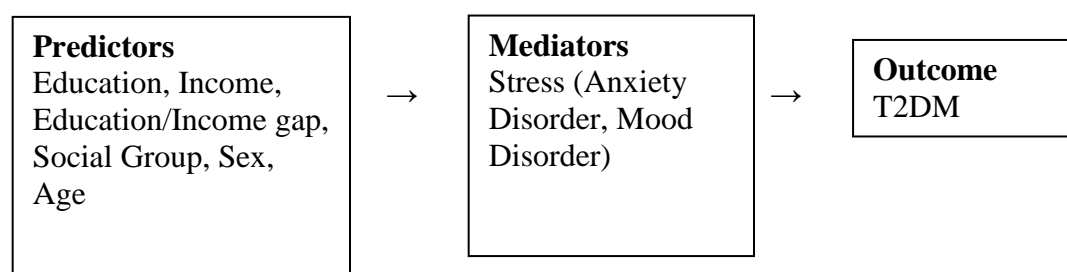 Predictors
Education, Income,
Education/Income gap,
Social Group, Sex,
Age
→
Mediators
Stress (Anxiety
Disorder, Mood
Disorder)
→
Outcome
T2DM